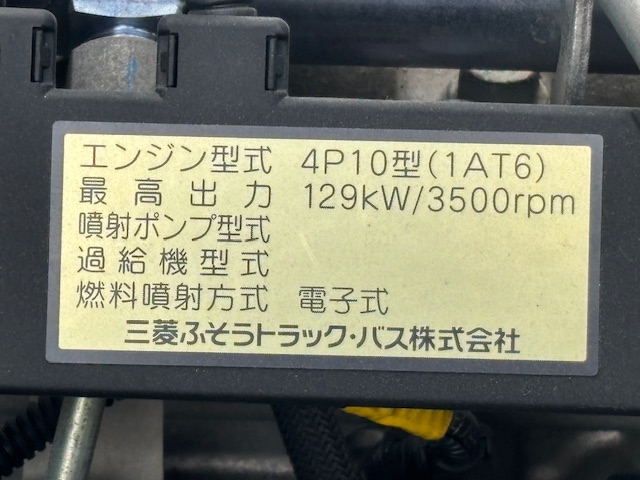 エンジン型式 4P10型(1AT6)
最高出力 129kW/3500rpm
噴射ポンプ型式
過給機型式
燃料噴射方式 電子式
三菱ふそうトラック・バス株式会社